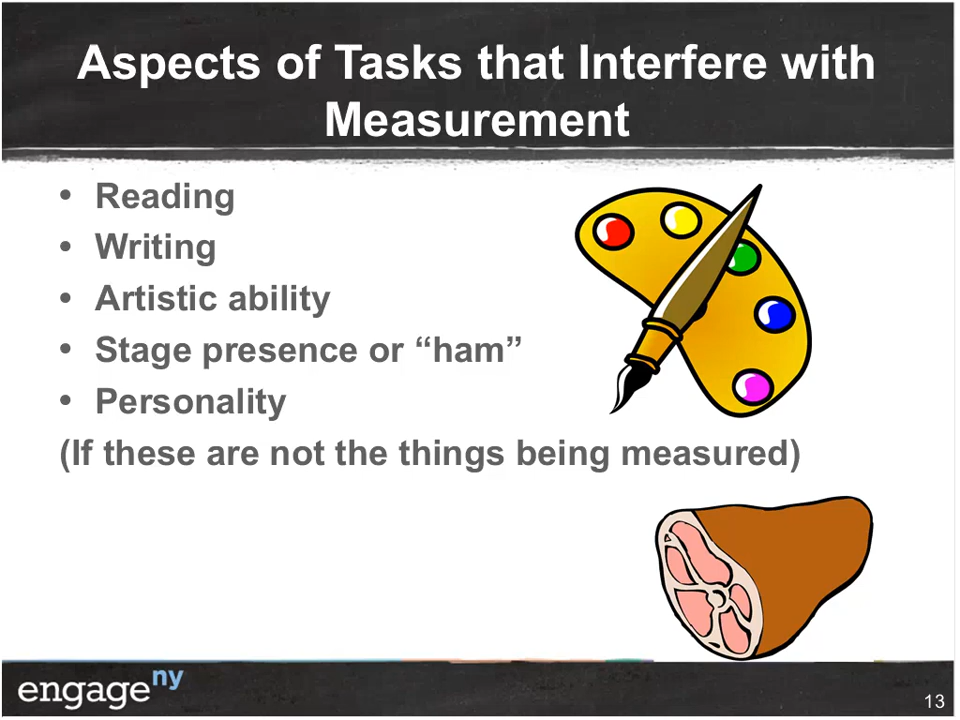 Aspects of Tasks that Interfere with
Measurement
• Reading
• Writing
• Artistic ability
• Stage presence or “ham”
• Personality
(If these are not the things being measured)
engageny
13